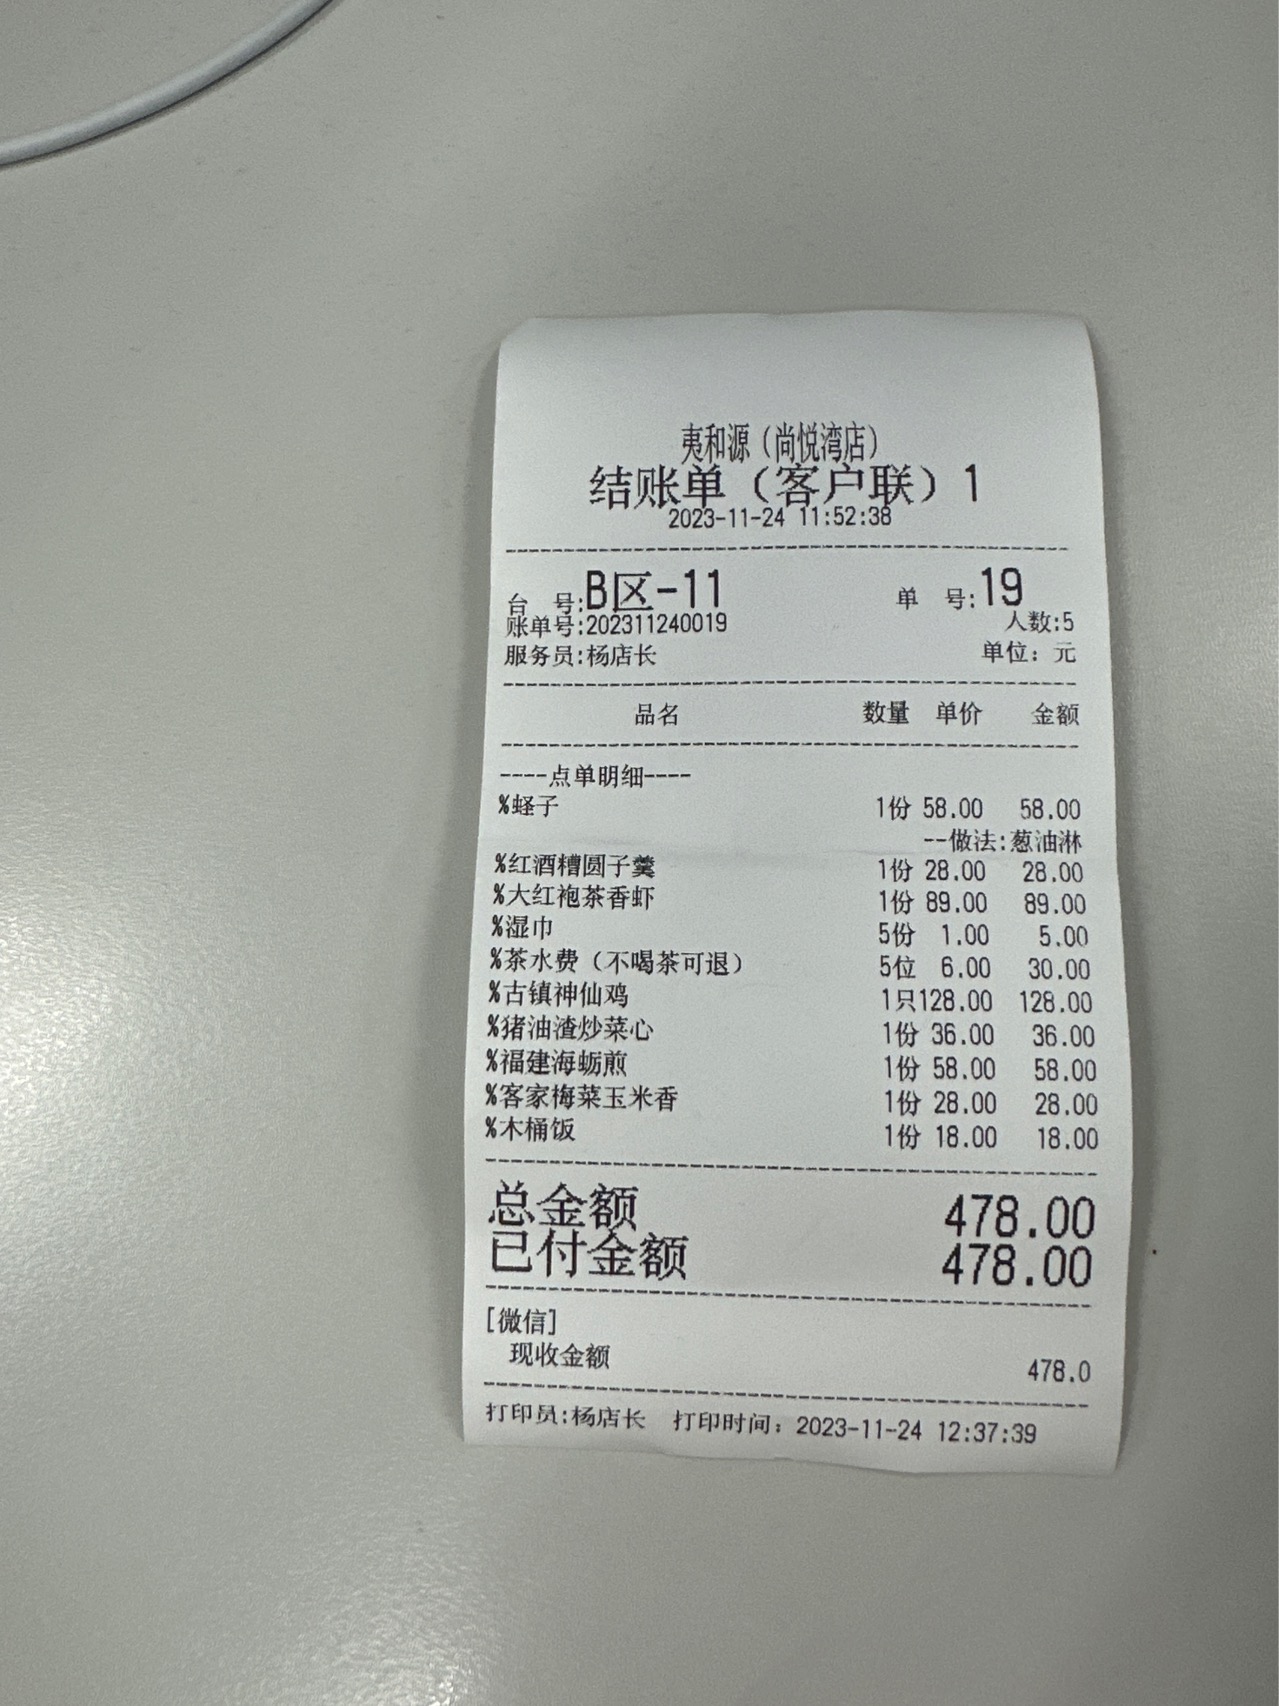 夷和源（尚悦湾店）
结账单（客户联）1
2023-11-24 11:52:38
台 号:B区-11 单 号:19
账单号:202311240019 人数:5
服务员:杨店长 单位：元
品名 数量 单价 金额
----点单明细----
%蛏子 1份 58.00 58.00
--做法:葱油淋
%红酒糟圆子羹 1份 28.00 28.00
%大红袍茶香虾 1份 89.00 89.00
%湿巾 5份 1.00 5.00
%茶水费（不喝茶可退） 5位 6.00 30.00
%古镇神仙鸡 1只128.00 128.00
%猪油渣炒菜心 1份 36.00 36.00
%福建海蛎煎 1份 58.00 58.00
%客家梅菜玉米香 1份 28.00 28.00
%木桶饭 1份 18.00 18.00
总金额 478.00
已付金额 478.00
[微信]
现收金额 478.0
打印员:杨店长 打印时间：2023-11-24 12:37:39